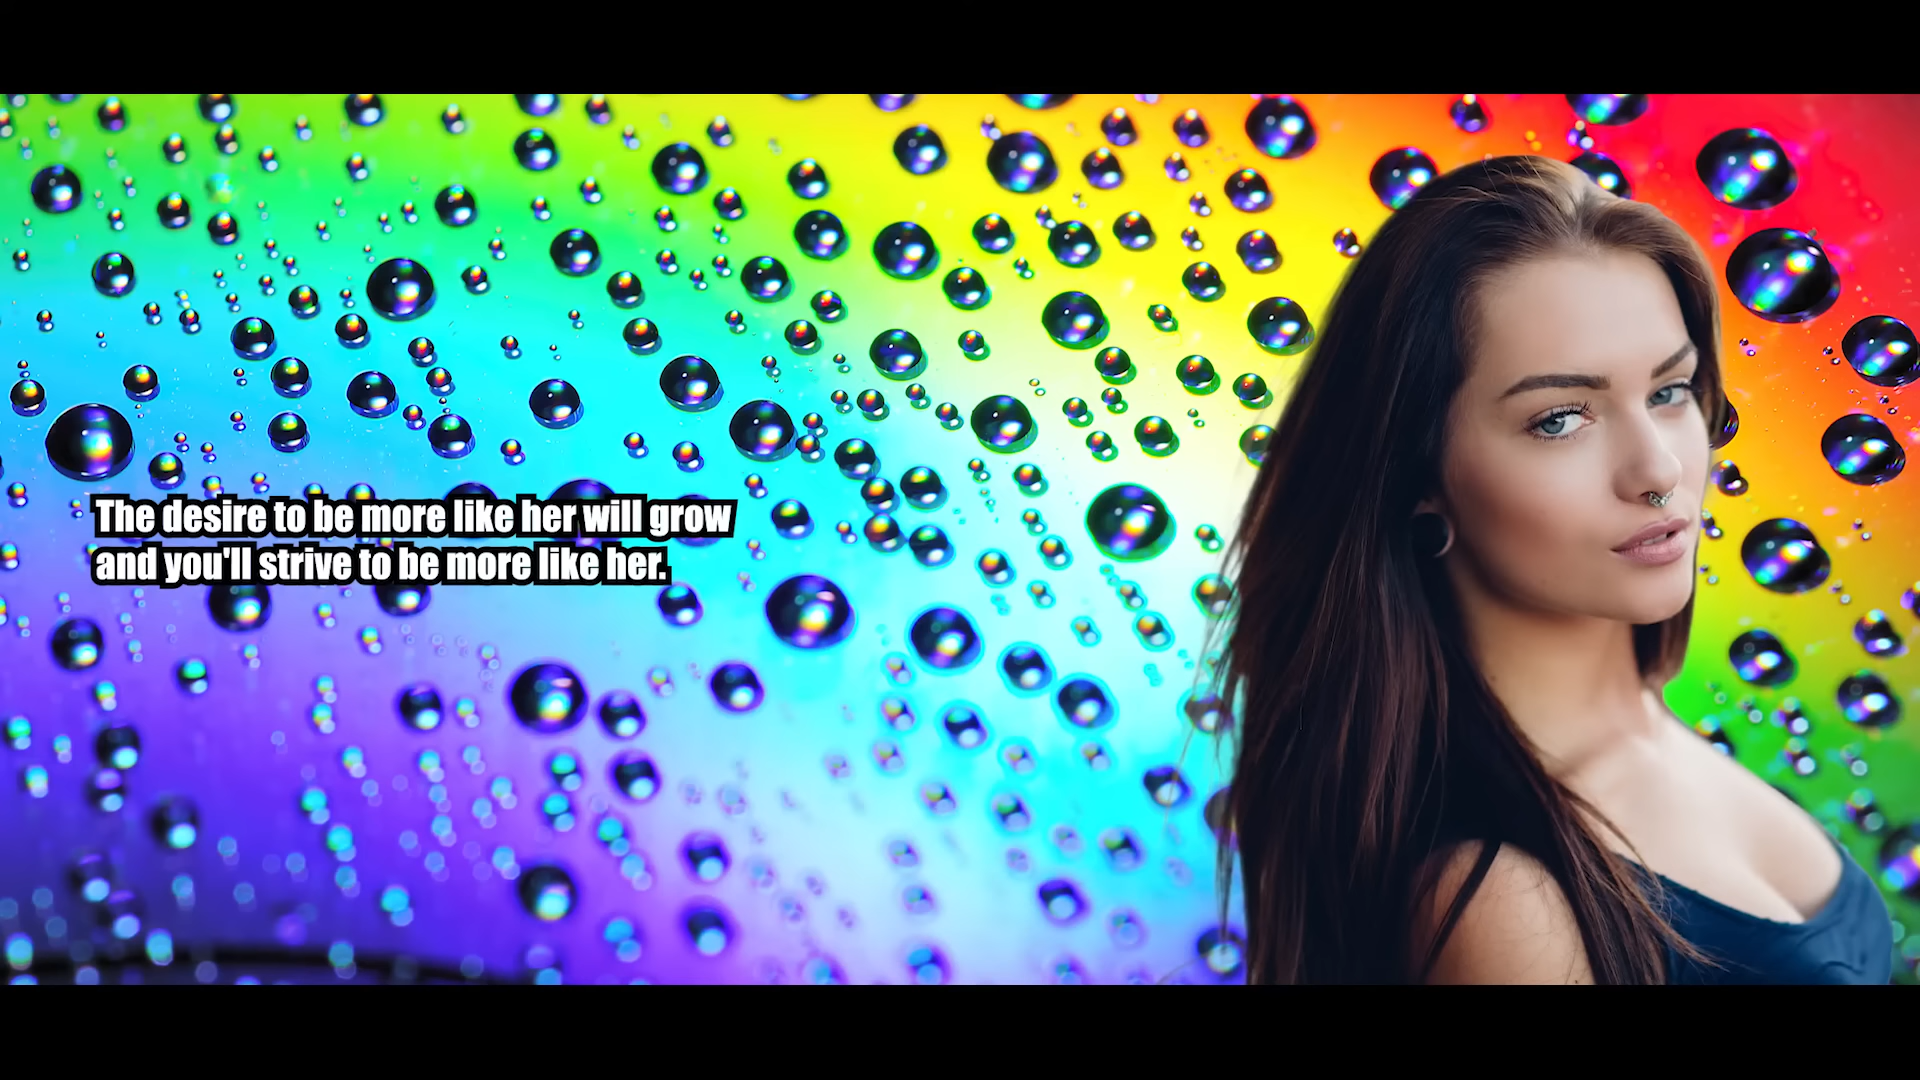 The desire to be more like her will grow
and you'll strive to be more like her.